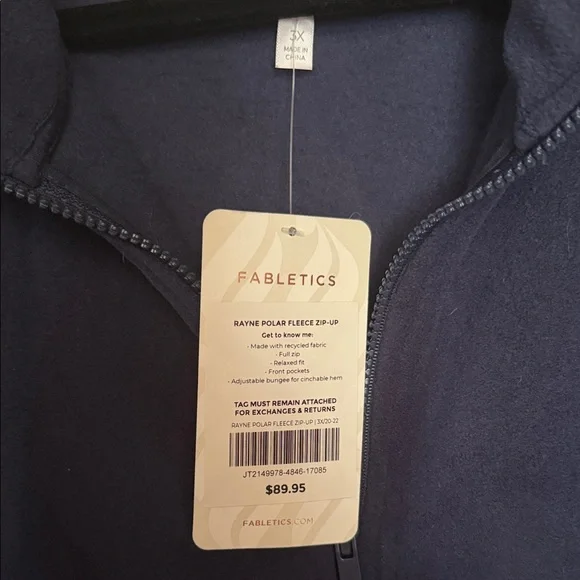 3X
MADE IN
CHINA
FABLETICS
RAYNE POLAR FLEECE ZIP-UP
Get to know me:
- Made with recycled fabric
- Full zip
- Relaxed fit
- Front pockets
- Adjustable bungee for cinchable hem
TAG MUST REMAIN ATTACHED
FOR EXCHANGES & RETURNS
RAYNE POLAR FLEECE ZIP-UP | 3X/20-22
JT2149978-4846-17085
$89.95
FABLETICS.COM